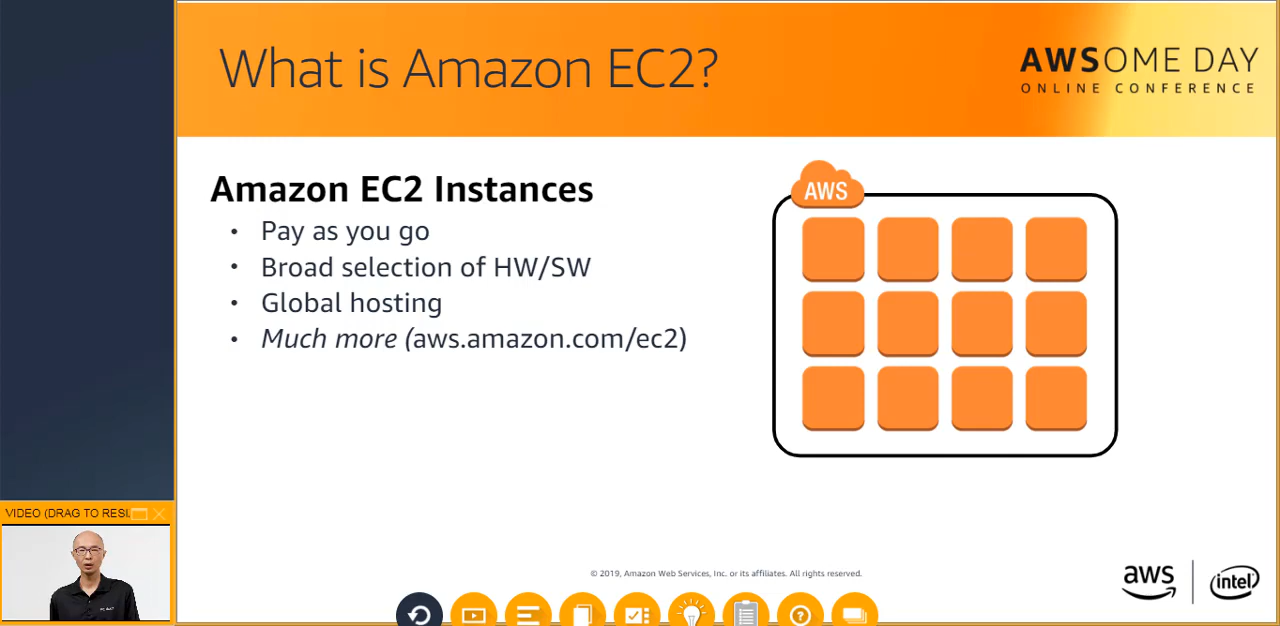 What is Amazon EC2?
AWSOME DAY
ONLINE CONFERENCE
Amazon EC2 Instances
• Pay as you go
• Broad selection of HW/SW
• Global hosting
• Much more (aws.amazon.com/ec2)
AWS
VIDEO (DRAG TO RESI
© 2019, Amazon Web Services, Inc. or its affiliates. All rights reserved.
aws
intel